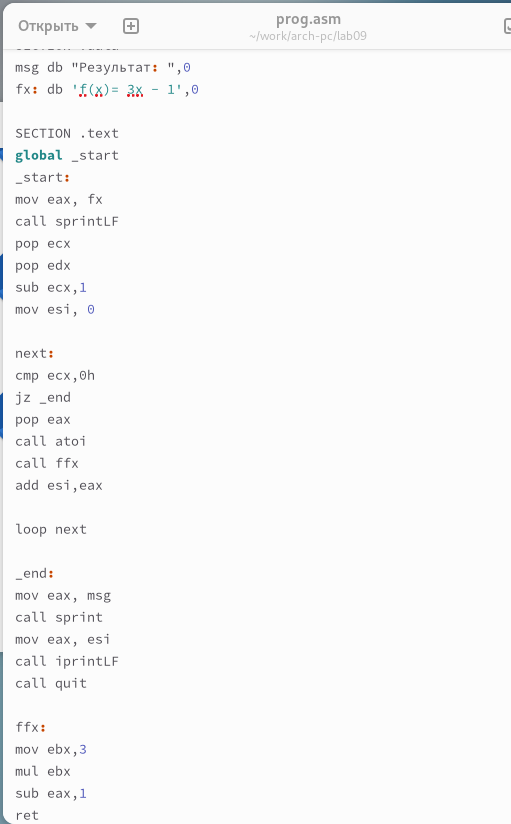 Открыть
prog.asm
~/work/arch-pc/lab09
msg db "Результат: ",0
fx: db 'f(x)= 3x - 1',0
SECTION .text
global _start
_start:
mov eax, fx
call sprintLF
pop ecx
pop edx
sub ecx,1
mov esi, 0
next:
cmp ecx,0h
jz _end
pop eax
call atoi
call ffx
add esi,eax
loop next
_end:
mov eax, msg
call sprint
mov eax, esi
call iprintLF
call quit
ffx:
mov ebx,3
mul ebx
sub eax,1
ret